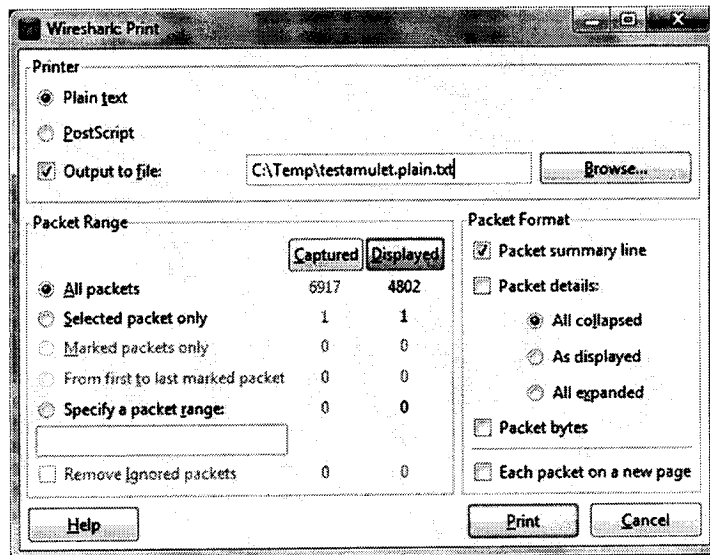 Wireshark: Print
Printer
Plain text
PostScript
Output to file:
C:\Temp\testamulet.plain.txt
Browse...
Packet Range
Captured Displayed
All packets 6917 4802
Selected packet only 1 1
Marked packets only 0 0
From first to last marked packet 0 0
Specify a packet range: 0 0
Remove Ignored packets 0 0
Packet Format
Packet summary line
Packet details:
All collapsed
As displayed
All expanded
Packet bytes
Each packet on a new page
Help
Print
Cancel